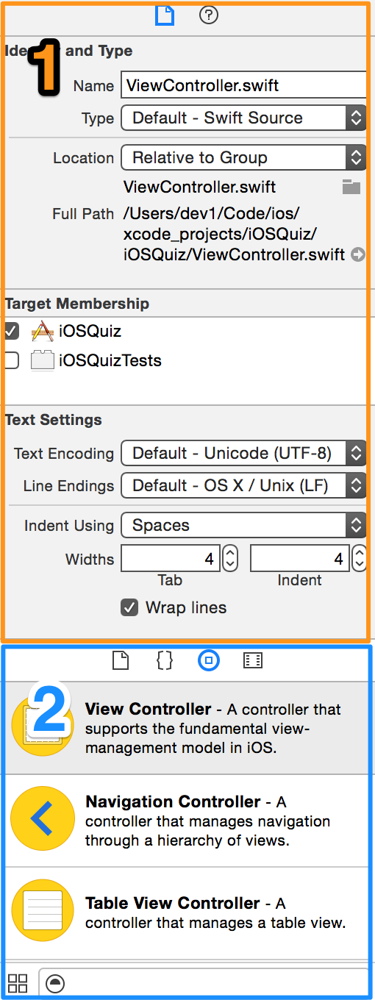 ?
Identity and Type
1
Name ViewController.swift
Type Default - Swift Source
Location Relative to Group
ViewController.swift
Full Path /Users/dev1/Code/ios/
xcode_projects/iOSQuiz/
iOSQuiz/ViewController.swift
Target Membership
iOSQuiz
iOSQuizTests
Text Settings
Text Encoding Default - Unicode (UTF-8)
Line Endings Default - OS X / Unix (LF)
Indent Using Spaces
Widths 4 4
Tab Indent
Wrap lines
{}
2
View Controller - A controller that
supports the fundamental view-
management model in iOS.
Navigation Controller - A
controller that manages navigation
through a hierarchy of views.
Table View Controller - A
controller that manages a table view.